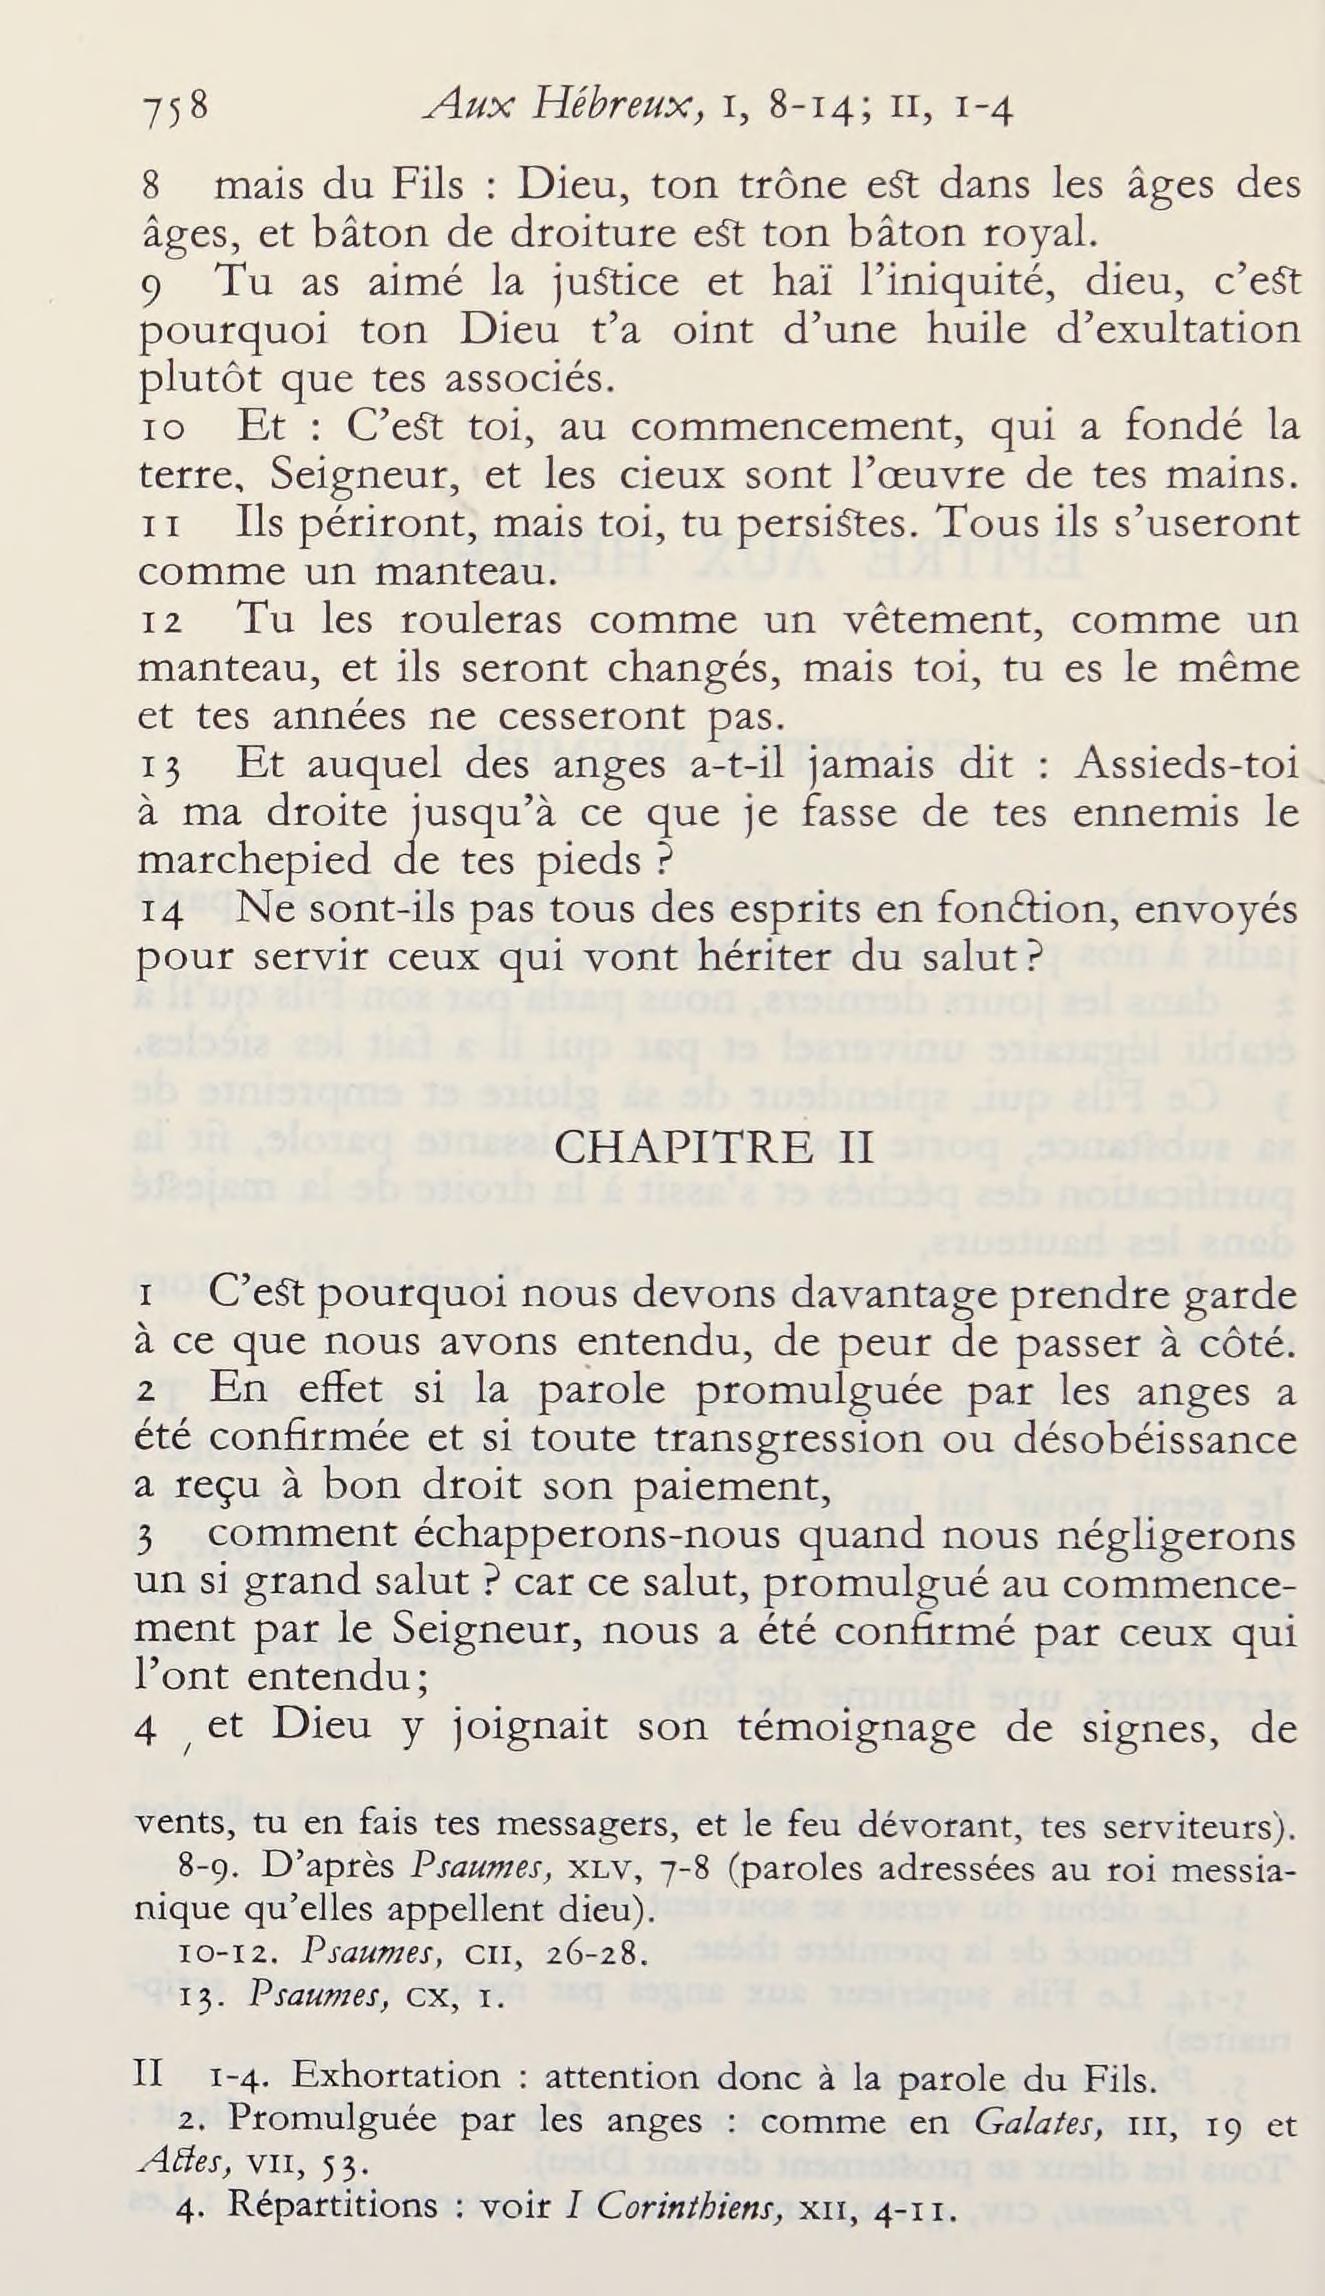 758 Aux Hébreux, I, 8-14; II, 1-4
8 mais du Fils : Dieu, ton trône est dans les âges des
âges, et bâton de droiture est ton bâton royal.
9 Tu as aimé la justice et haï l’iniquité, dieu, c’est
pourquoi ton Dieu t’a oint d’une huile d’exultation
plutôt que tes associés.
10 Et : C’est toi, au commencement, qui a fondé la
terre, Seigneur, et les cieux sont l’œuvre de tes mains.
11 Ils périront, mais toi, tu persistes. Tous ils s’useront
comme un manteau.
12 Tu les rouleras comme un vêtement, comme un
manteau, et ils seront changés, mais toi, tu es le même
et tes années ne cesseront pas.
13 Et auquel des anges a-t-il jamais dit : Assieds-toi
à ma droite jusqu’à ce que je fasse de tes ennemis le
marchepied de tes pieds ?
14 Ne sont-ils pas tous des esprits en fonction, envoyés
pour servir ceux qui vont hériter du salut ?
CHAPITRE II
1 C’est pourquoi nous devons davantage prendre garde
à ce que nous avons entendu, de peur de passer à côté.
2 En effet si la parole promulguée par les anges a
été confirmée et si toute transgression ou désobéissance
a reçu à bon droit son paiement,
3 comment échapperons-nous quand nous négligerons
un si grand salut ? car ce salut, promulgué au commence-
ment par le Seigneur, nous a été confirmé par ceux qui
l’ont entendu;
4 et Dieu y joignait son témoignage de signes, de
vents, tu en fais tes messagers, et le feu dévorant, tes serviteurs).
8-9. D’après Psaumes, XLV, 7-8 (paroles adressées au roi messia-
nique qu’elles appellent dieu).
10-12. Psaumes, CII, 26-28.
13. Psaumes, CX, 1.
II 1-4. Exhortation : attention donc à la parole du Fils.
2. Promulguée par les anges : comme en Galates, III, 19 et
Actes, VII, 53.
4. Répartitions : voir I Corinthiens, XII, 4-11.